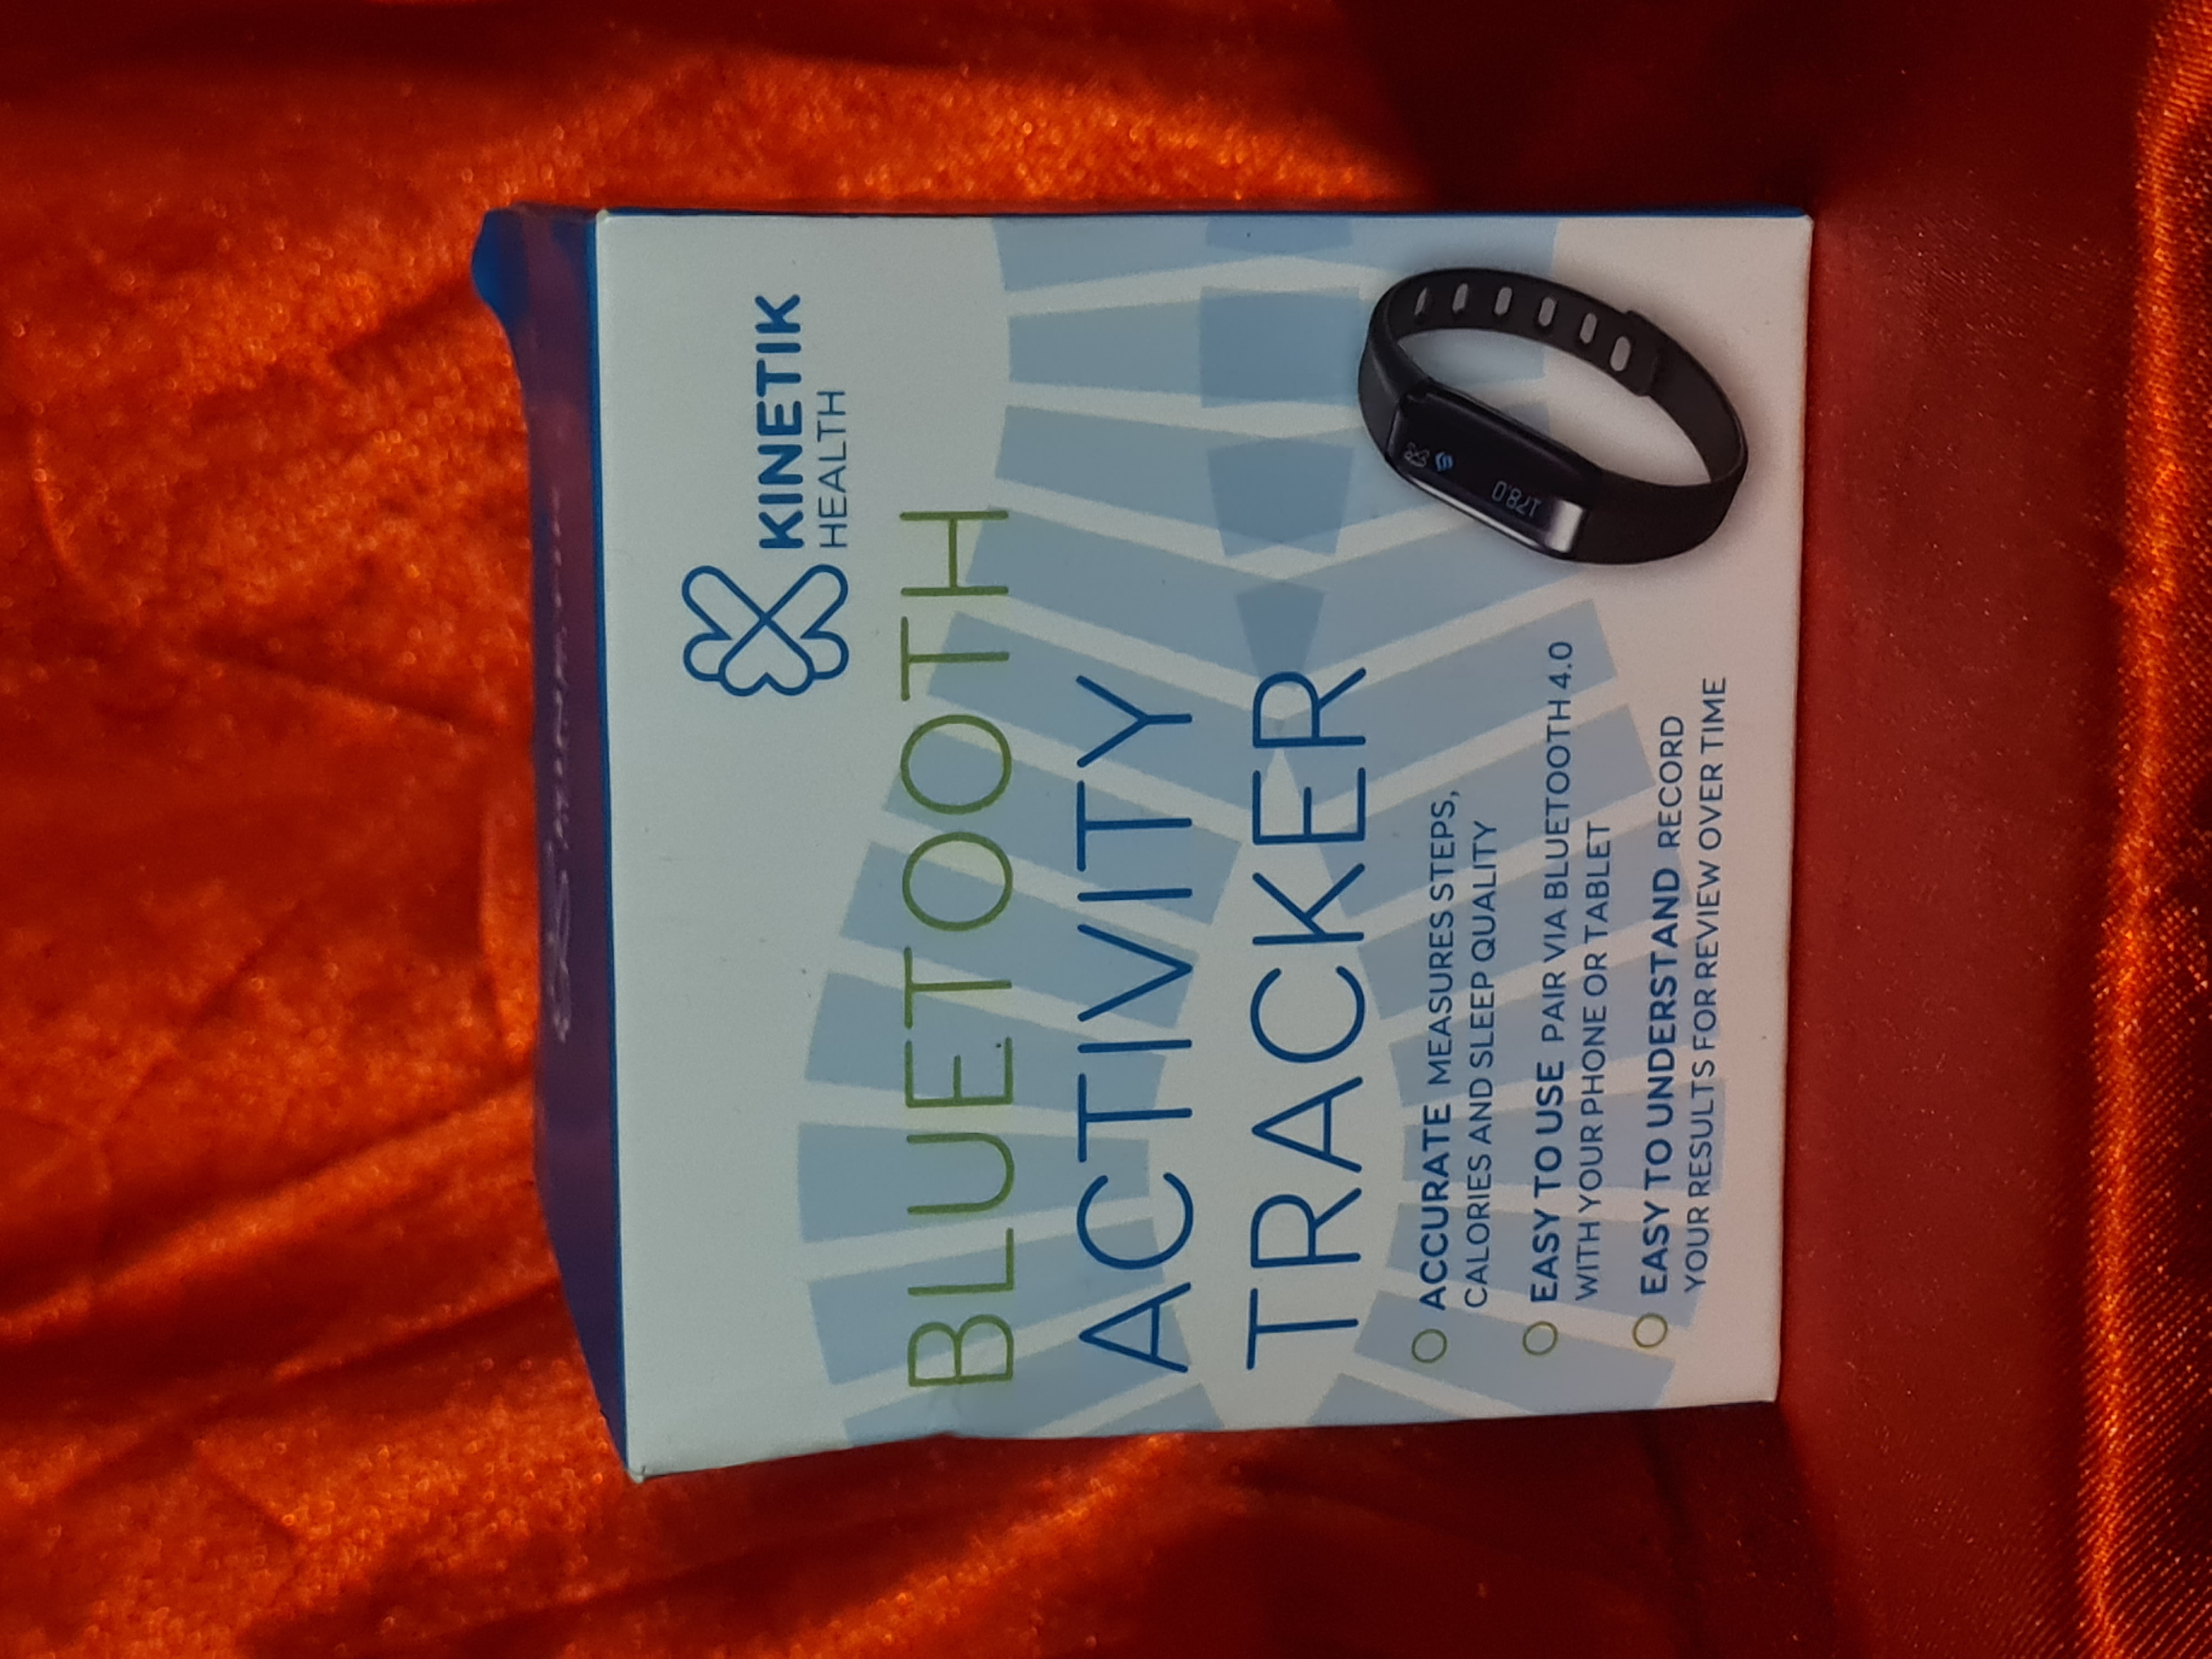 KINETIK
HEALTH
BLUETOOTH
ACTIVITY
TRACKER
ACCURATE MEASURES STEPS,
CALORIES AND SLEEP QUALITY
EASY TO USE PAIR VIA BLUETOOTH 4.0
WITH YOUR PHONE OR TABLET
EASY TO UNDERSTAND RECORD
YOUR RESULTS FOR REVIEW OVER TIME